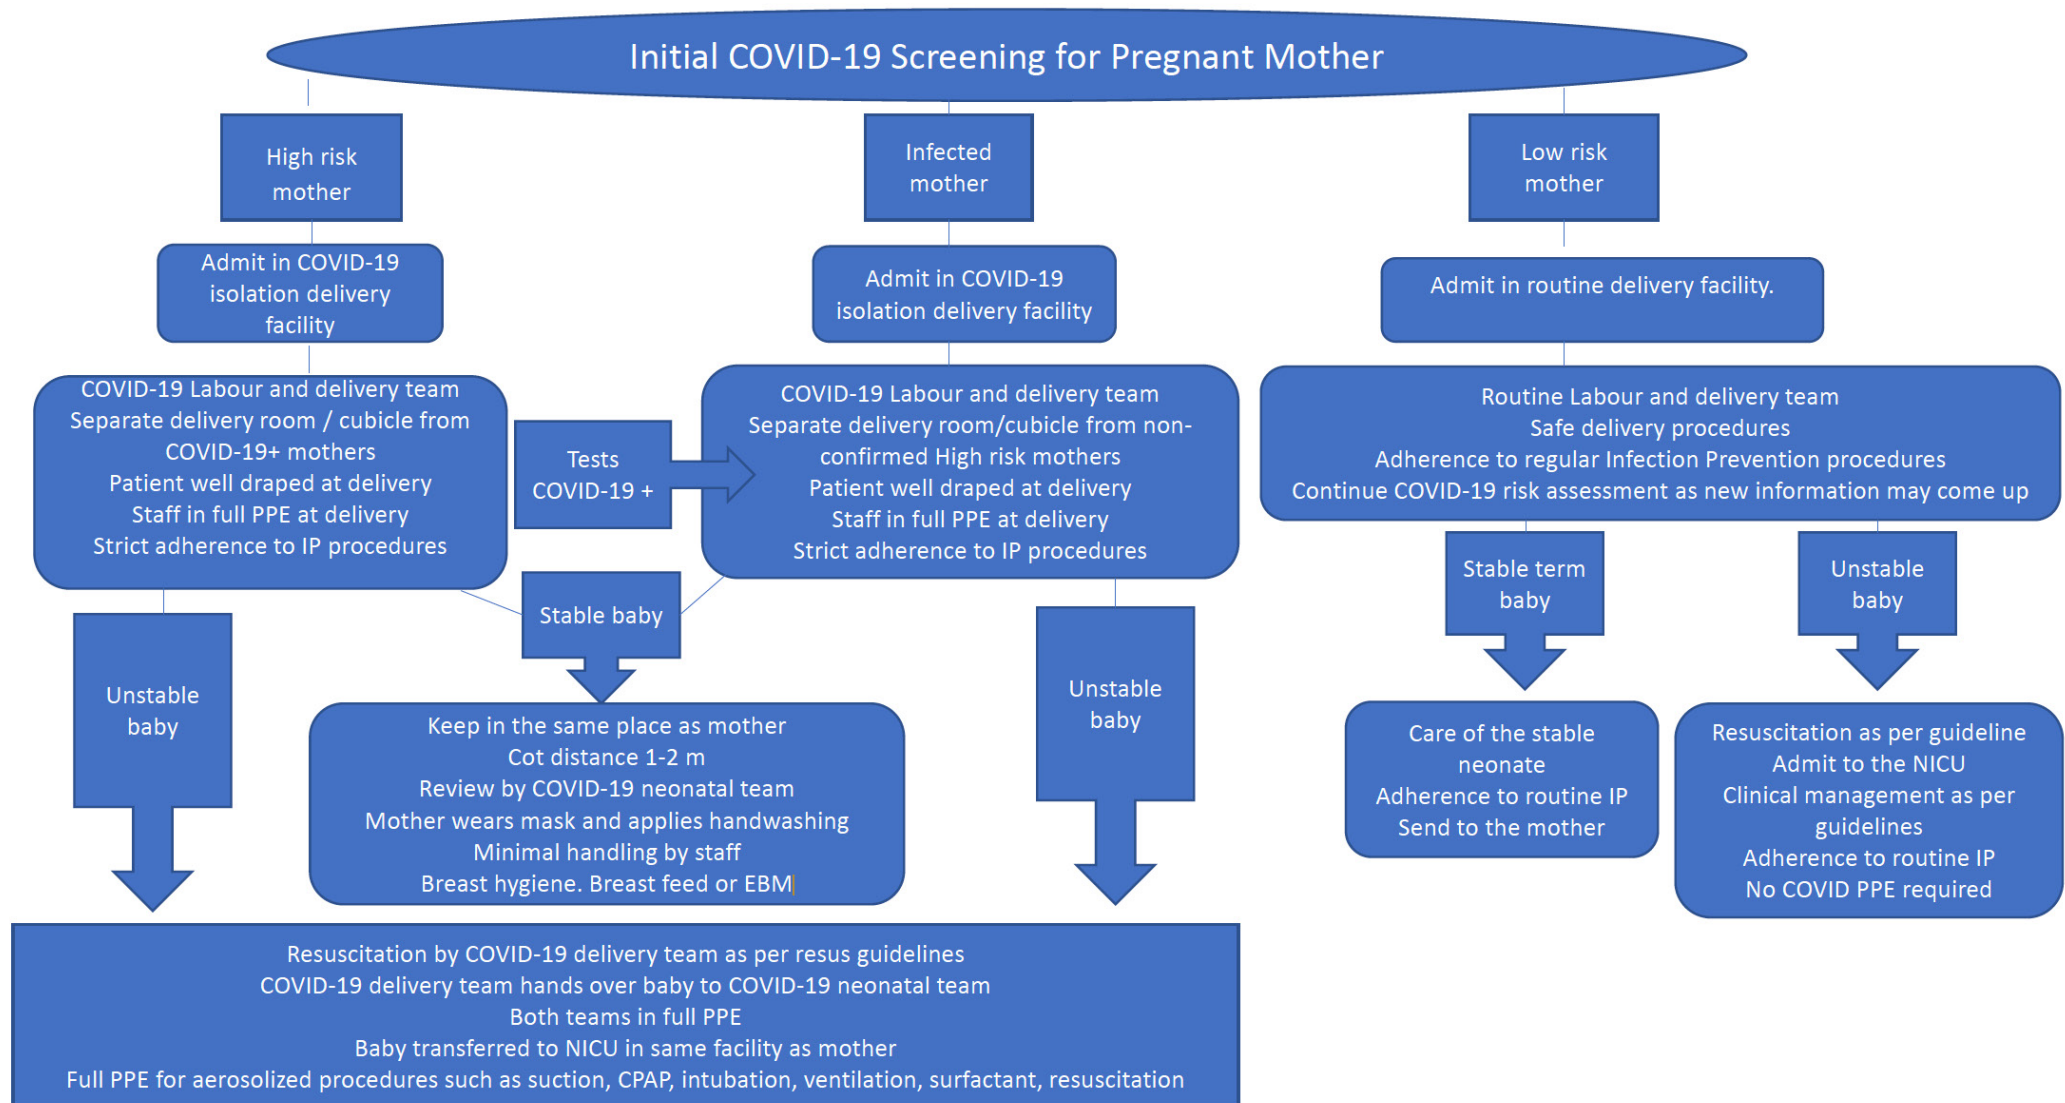 Initial COVID-19 Screening for Pregnant Mother
High risk
mother
Infected
mother
Low risk
mother
Admit in COVID-19
isolation delivery
facility
Admit in COVID-19
isolation delivery facility
Admit in routine delivery facility.
COVID-19 Labour and delivery team
Separate delivery room / cubicle from
COVID-19+ mothers
Patient well draped at delivery
Staff in full PPE at delivery
Strict adherence to IP procedures
Tests
COVID-19 +
COVID-19 Labour and delivery team
Separate delivery room/cubicle from non-
confirmed High risk mothers
Patient well draped at delivery
Staff in full PPE at delivery
Strict adherence to IP procedures
Routine Labour and delivery team
Safe delivery procedures
Adherence to regular Infection Prevention procedures
Continue COVID-19 risk assessment as new information may come up
Unstable
baby
Stable baby
Unstable
baby
Stable term
baby
Unstable
baby
Keep in the same place as mother
Cot distance 1-2 m
Review by COVID-19 neonatal team
Mother wears mask and applies handwashing
Minimal handling by staff
Breast hygiene. Breast feed or EBM
Care of the stable
neonate
Adherence to routine IP
Send to the mother
Resuscitation as per guideline
Admit to the NICU
Clinical management as per
guidelines
Adherence to routine IP
No COVID PPE required
Resuscitation by COVID-19 delivery team as per resus guidelines
COVID-19 delivery team hands over baby to COVID-19 neonatal team
Both teams in full PPE
Baby transferred to NICU in same facility as mother
Full PPE for aerosolized procedures such as suction, CPAP, intubation, ventilation, surfactant, resuscitation